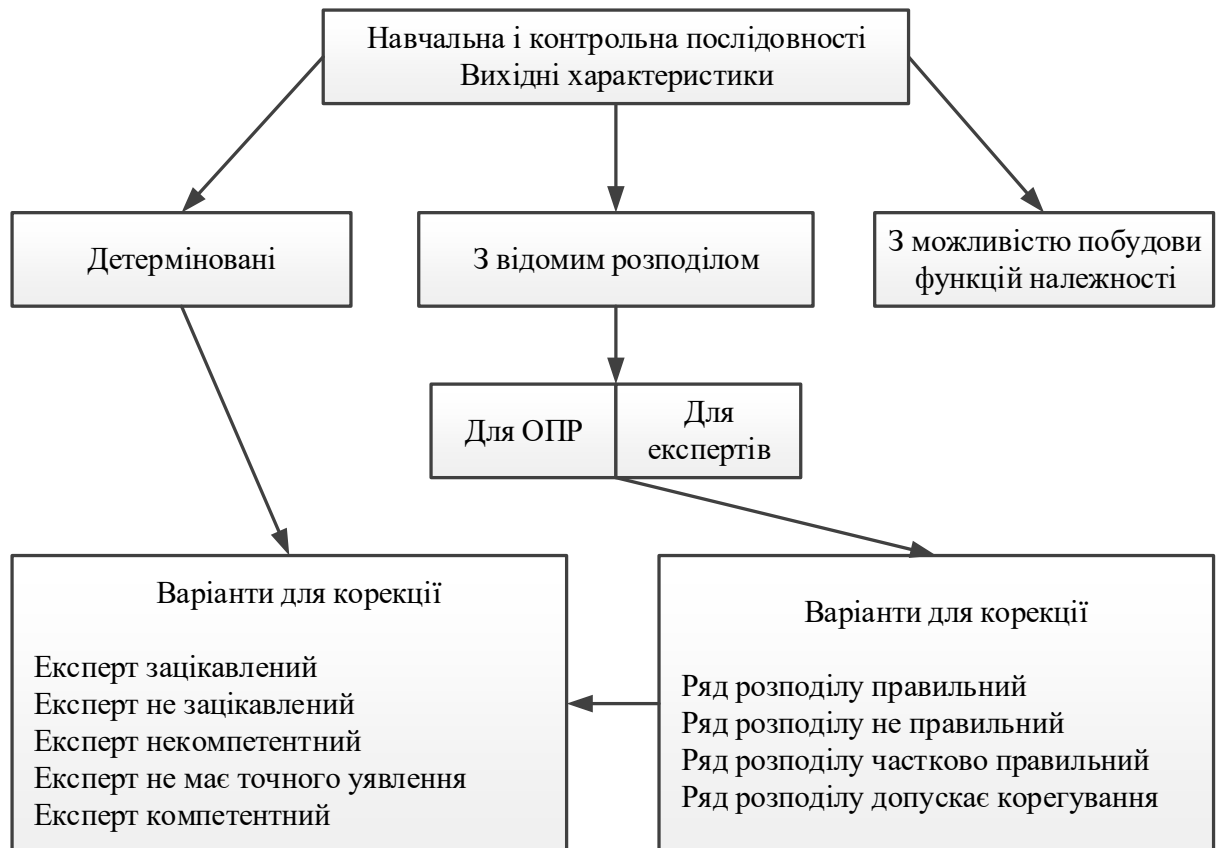 Навчальна і контрольна послідовності
Вихідні характеристики
Детерміновані
З відомим розподілом
З можливістю побудови
функцій належності
Для ОПР
Для
експертів
Варіанти для корекції
Експерт зацікавлений
Експерт не зацікавлений
Експерт некомпетентний
Експерт не має точного уявлення
Експерт компетентний
Варіанти для корекції
Ряд розподілу правильний
Ряд розподілу не правильний
Ряд розподілу частково правильний
Ряд розподілу допускає корегування